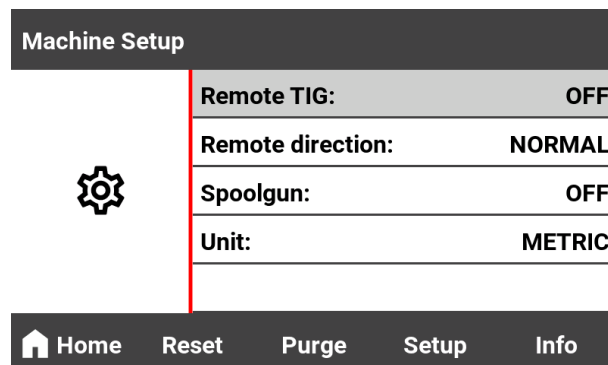 Machine Setup
Remote TIG: OFF
Remote direction: NORMAL
Spoolgun: OFF
Unit: METRIC
Home Reset Purge Setup Info